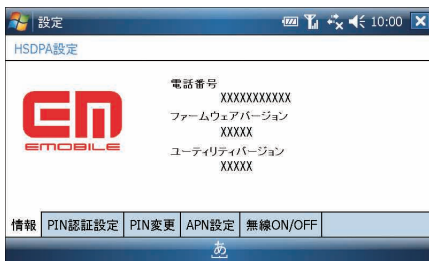 設定 10:00
HSDPA設定
電話番号
XXXXXXXXXXX
ファームウェアバージョン
XXXXX
ユーティリティバージョン
XXXXX
EM
EMOBILE
情報 PIN認証設定 PIN変更 APN設定 無線ON/OFF
あ